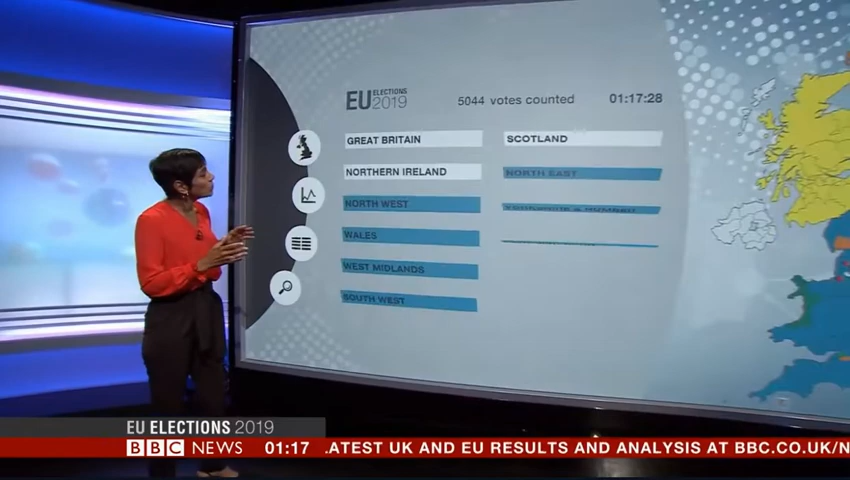 EU ELECTIONS 2019
5044 votes counted
01:17:28
GREAT BRITAIN
SCOTLAND
NORTHERN IRELAND
NORTH EAST
NORTH WEST
YORKSHIRE & HUMBER
WALES
WEST MIDLANDS
SOUTH WEST
EU ELECTIONS 2019
BBC NEWS 01:17 .ATEST UK AND EU RESULTS AND ANALYSIS AT BBC.CO.UK/N